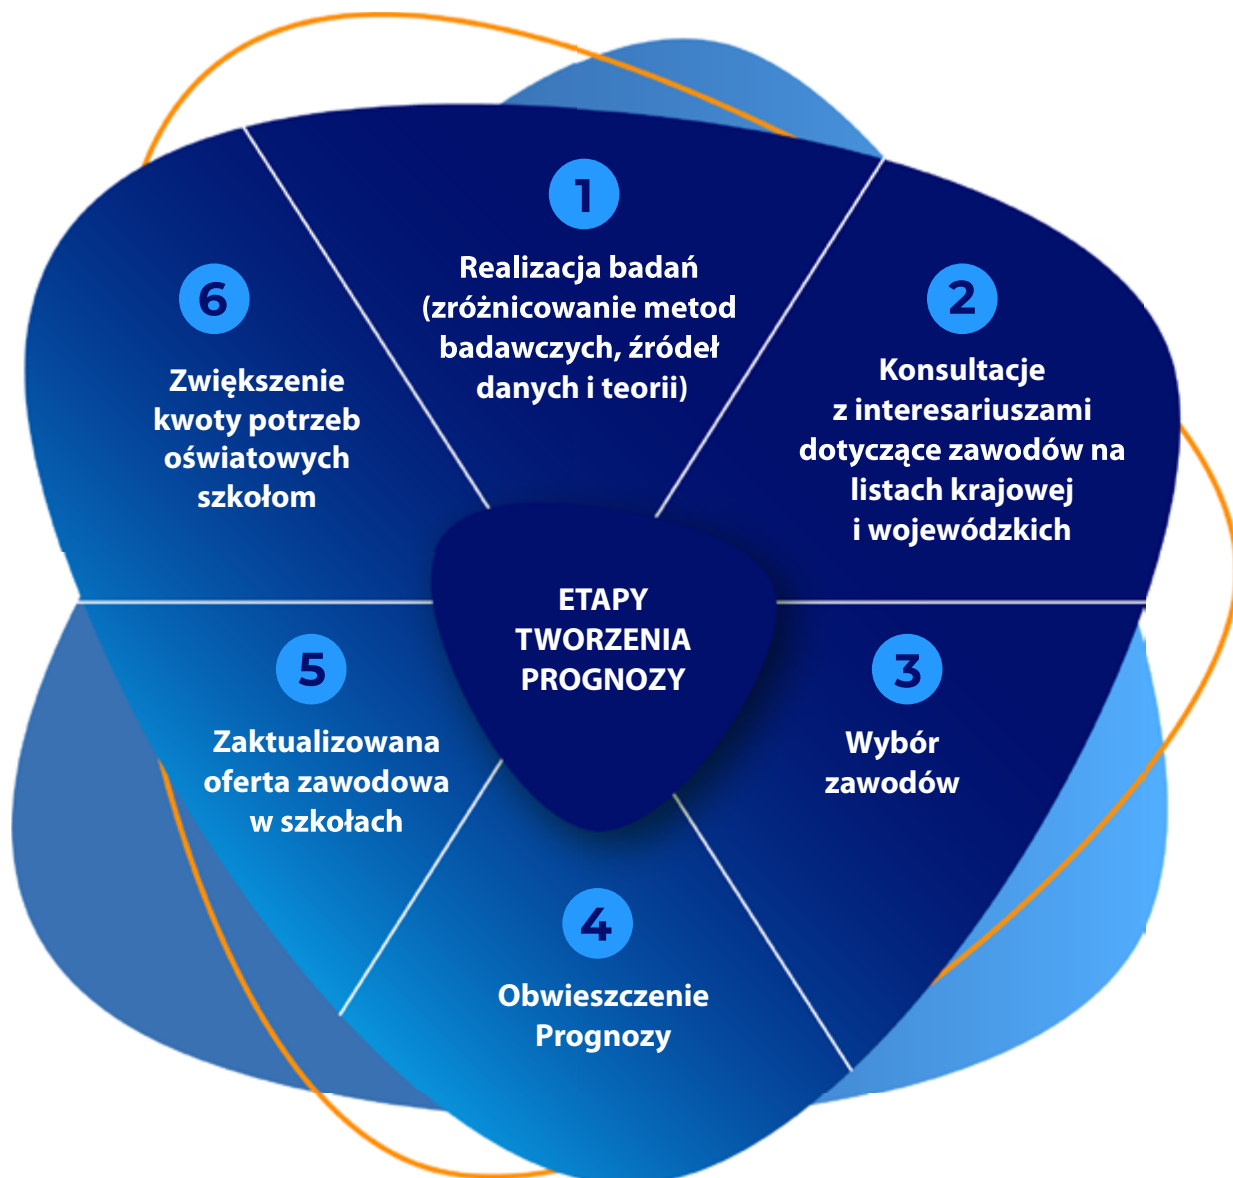 1
Realizacja badań
(zróżnicowanie metod
badawczych, źródeł
danych i teorii)
2
Konsultacje
z interesariuszami
dotyczące zawodów na
listach krajowej
i wojewódzkich
3
Wybór
zawodów
4
Obwieszczenie
Prognozy
5
Zaktualizowana
oferta zawodowa
w szkołach
6
Zwiększenie
kwoty potrzeb
oświatowych
szkołom
ETAPY
TWORZENIA
PROGNOZY